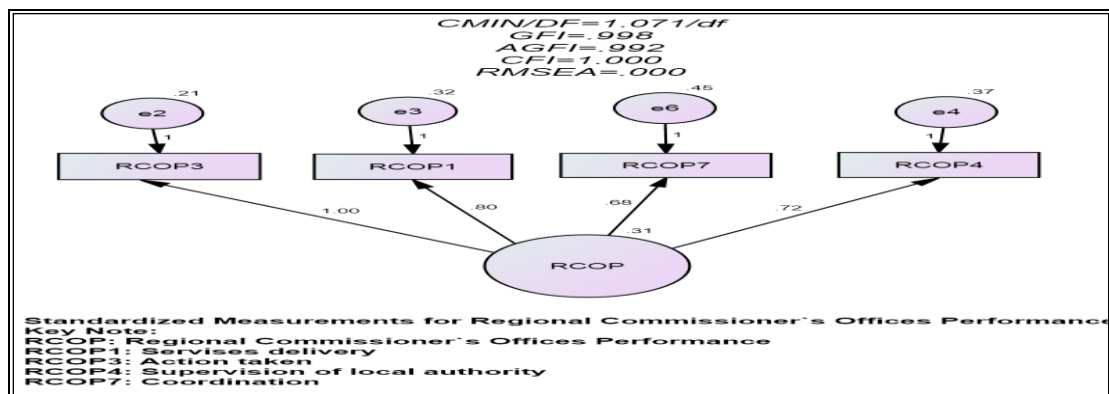 CMIN/DF=1.071/df
GFI=.998
AGFI=.992
CFI=1.000
RMSEA=.000
.21 .32 .45 .37
e2 e3 e6 e4
1 1 1 1
RCOP3 RCOP1 RCOP7 RCOP4
1.00 .80 .68 .72
.31
RCOP
Standardized Measurements for Regional Commissioner`s Offices Performance
Key Note:
RCOP: Regional Commissioner`s Offices Performance
RCOP1: Servises delivery
RCOP3: Action taken
RCOP4: Supervision of local authority
RCOP7: Coordination